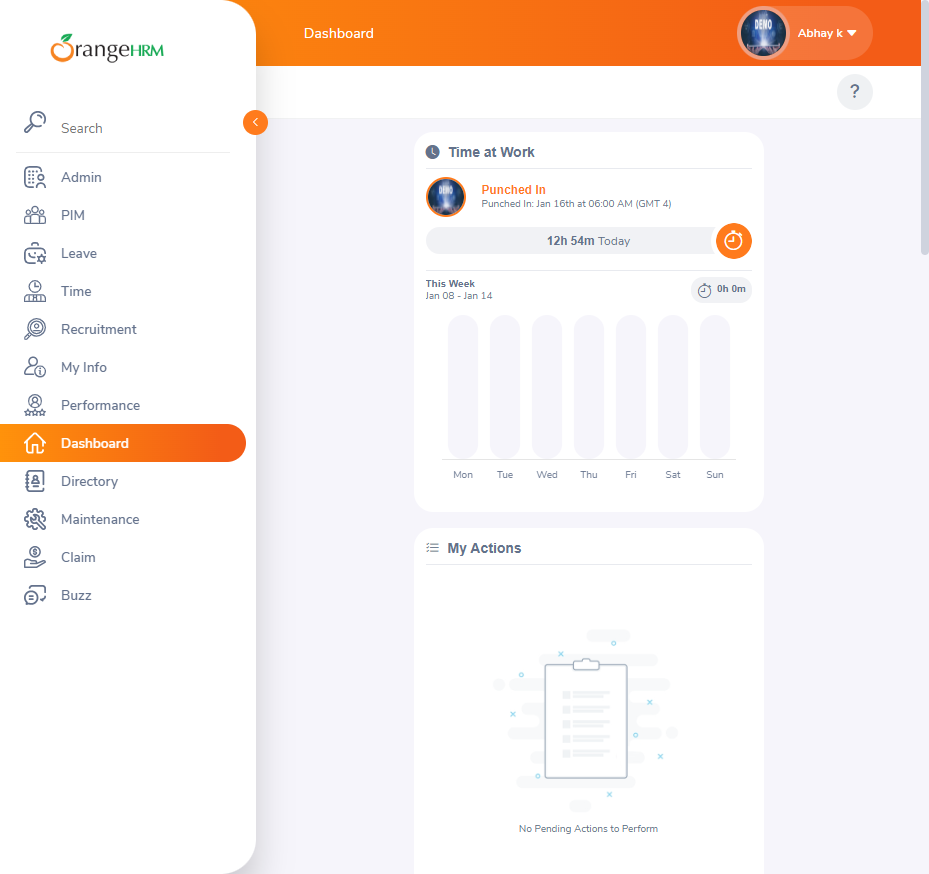 OrangeHRM
Search
Admin
PIM
Leave
Time
Recruitment
My Info
Performance
Dashboard
Directory
Maintenance
Claim
Buzz
Dashboard
DEMO
Abhay k
?
Time at Work
DEMO
Punched In
Punched In: Jan 16th at 06:00 AM (GMT 4)
12h 54m Today
This Week
Jan 08 - Jan 14
0h 0m
Mon Tue Wed Thu Fri Sat Sun
My Actions
No Pending Actions to Perform